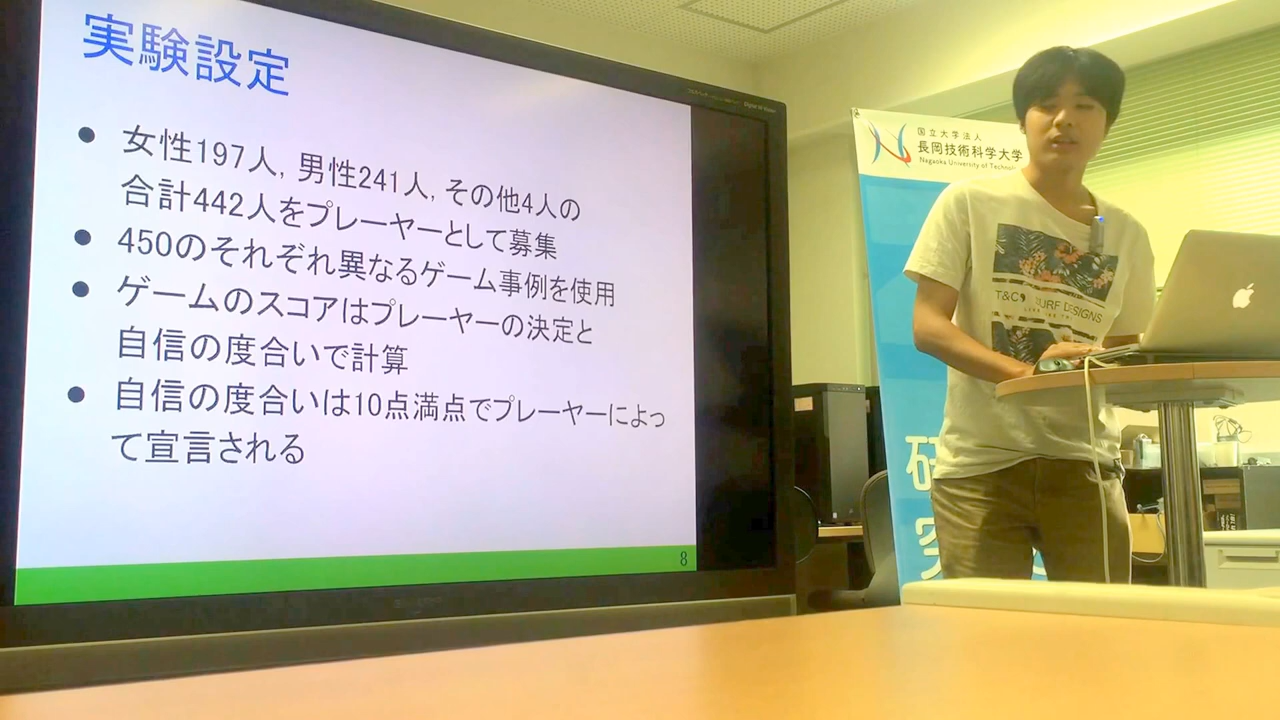 実験設定
● 女性197人, 男性241人, その他4人の
合計442人をプレーヤーとして募集
● 450のそれぞれ異なるゲーム事例を使用
● ゲームのスコアはプレーヤーの決定と
自信の度合いで計算
● 自信の度合いは10点満点でプレーヤーによっ
て宣言される
8
国立大学法人
長岡技術科学大学
Nagaoka University of Technol
T&C SURF DESIGNS
研
究